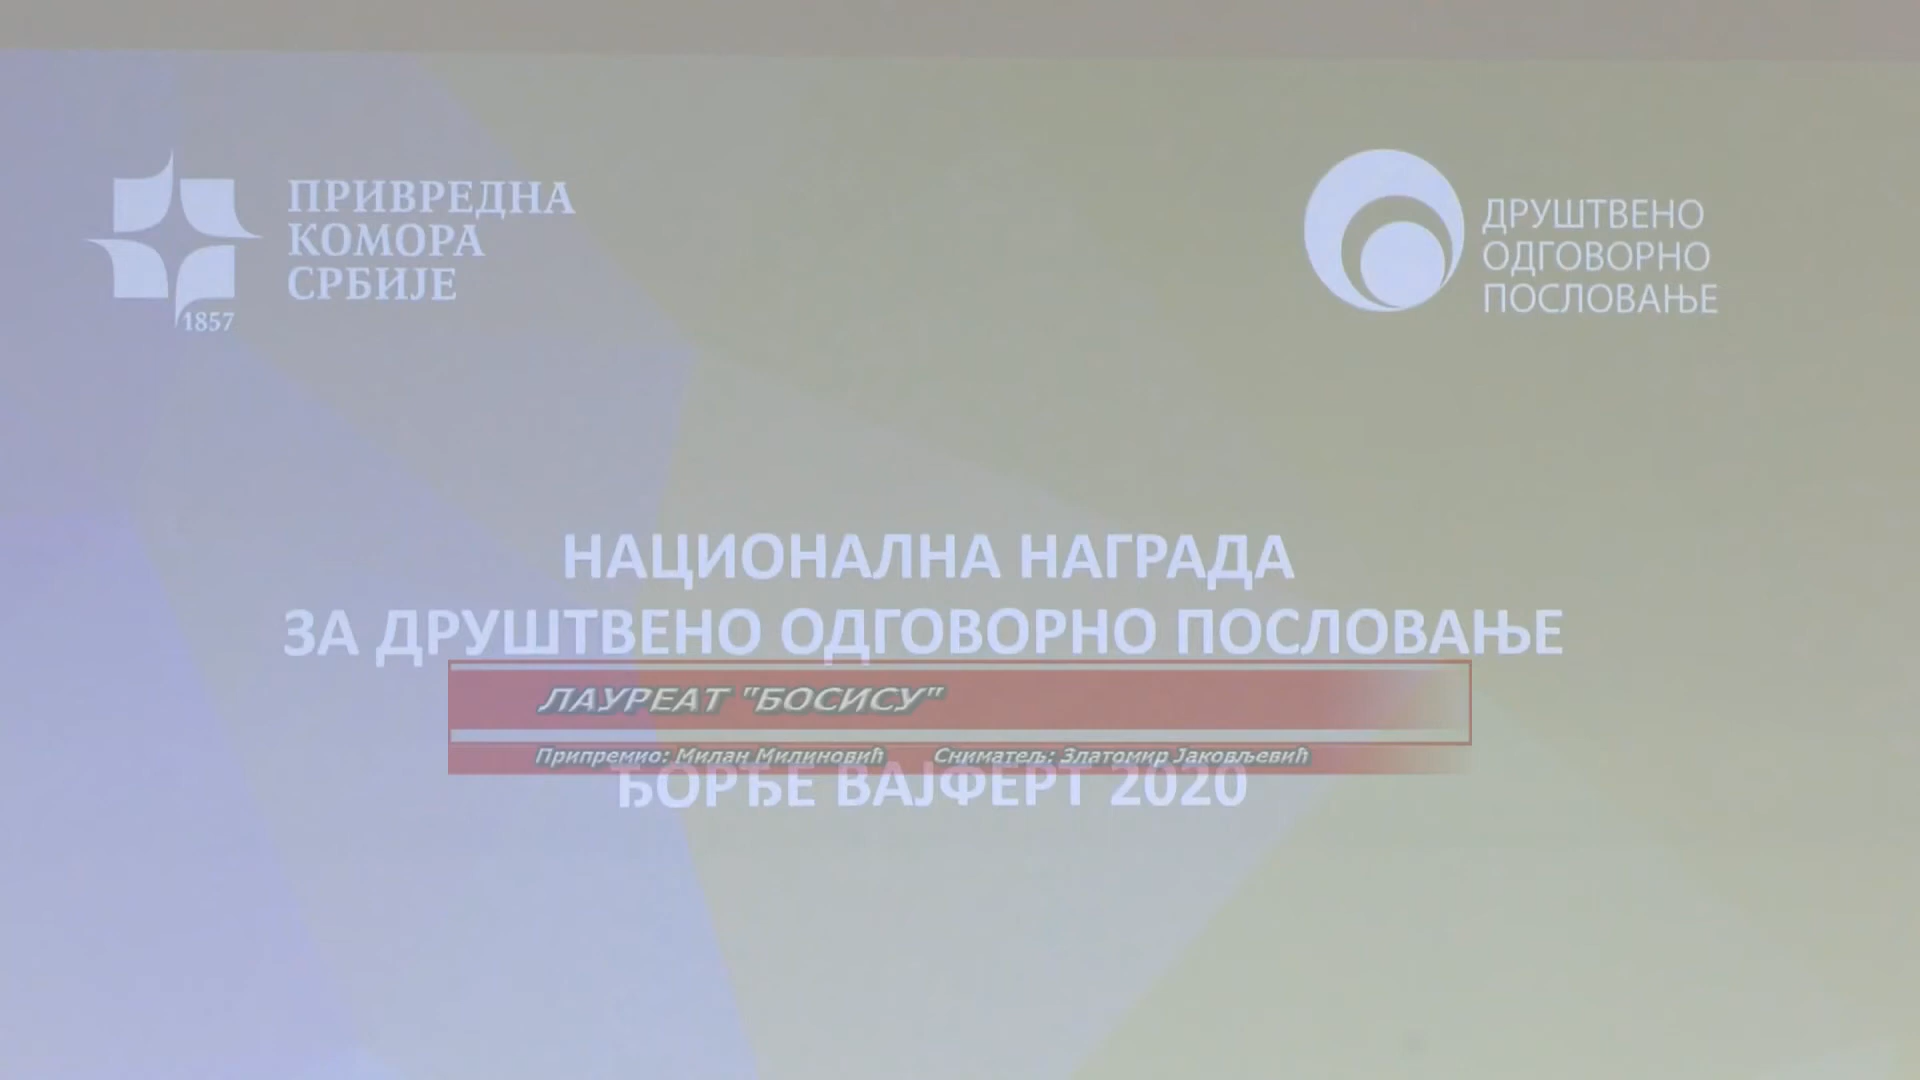 ПРИВРЕДНА
КОМОРА
СРБИЈЕ
1857
ДРУШТВЕНО
ОДГОВОРНО
ПОСЛОВАЊЕ
НАЦИОНАЛНА НАГРАДА
ЗА ДРУШТВЕНО ОДГОВОРНО ПОСЛОВАЊЕ
ЛАУРЕАТ "БОСИСУ"
Припремио: Милан Милиновић Сниматељ: Златомир Јаковљевић
ЂОРЂЕ ВАЈФЕРТ 2020